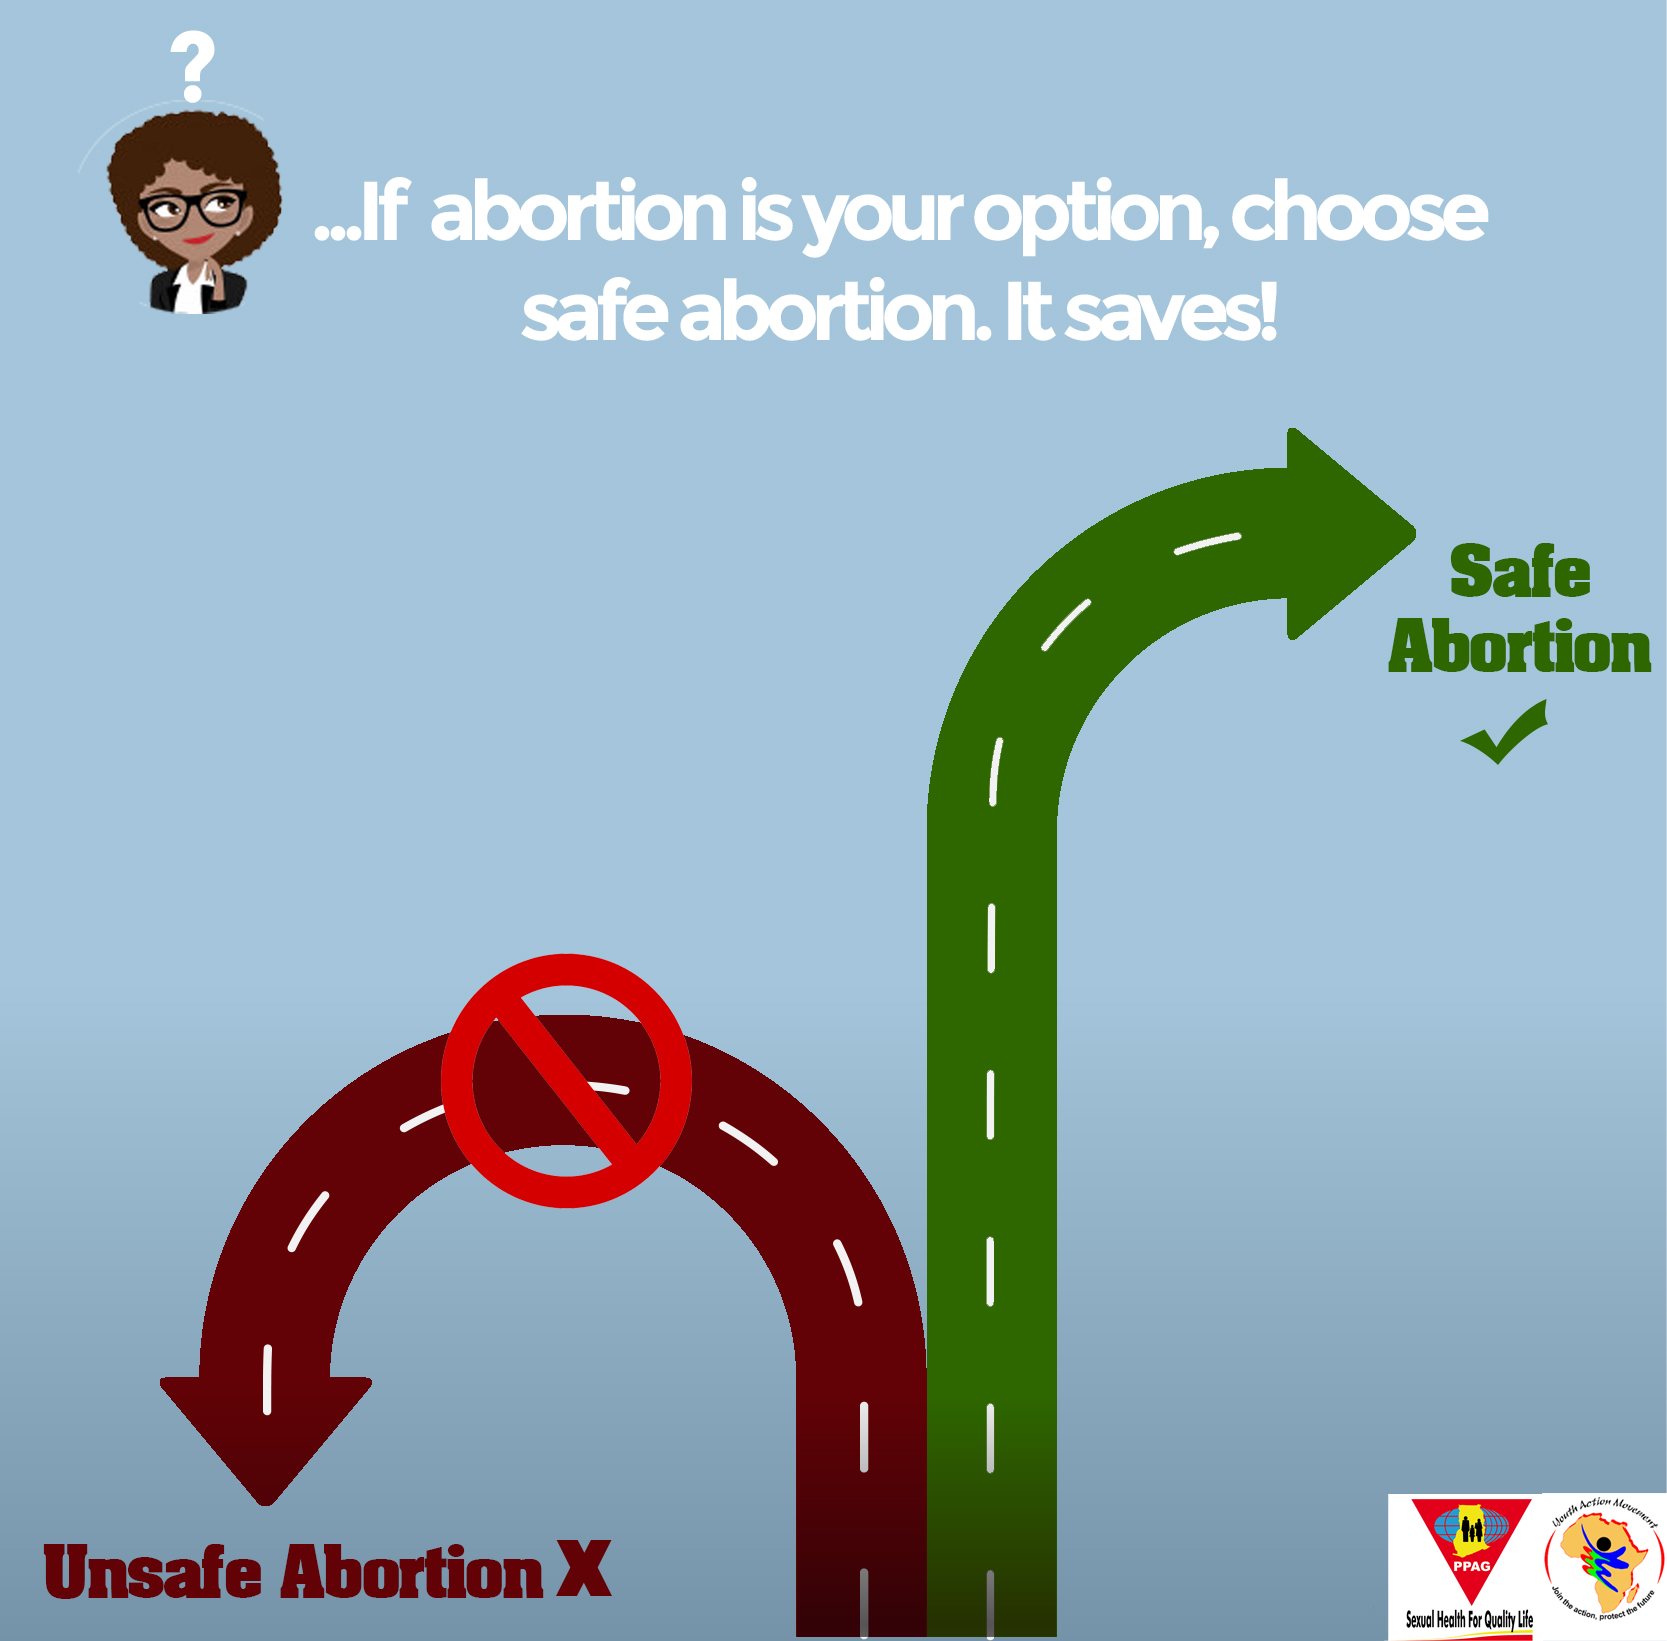 ?
...If abortion is your option, choose
safe abortion. It saves!
Safe
Abortion
Unsafe Abortion X
PPAG
Sexual Health For Quality Life
Youth Action Movement
Join the action, protect the future